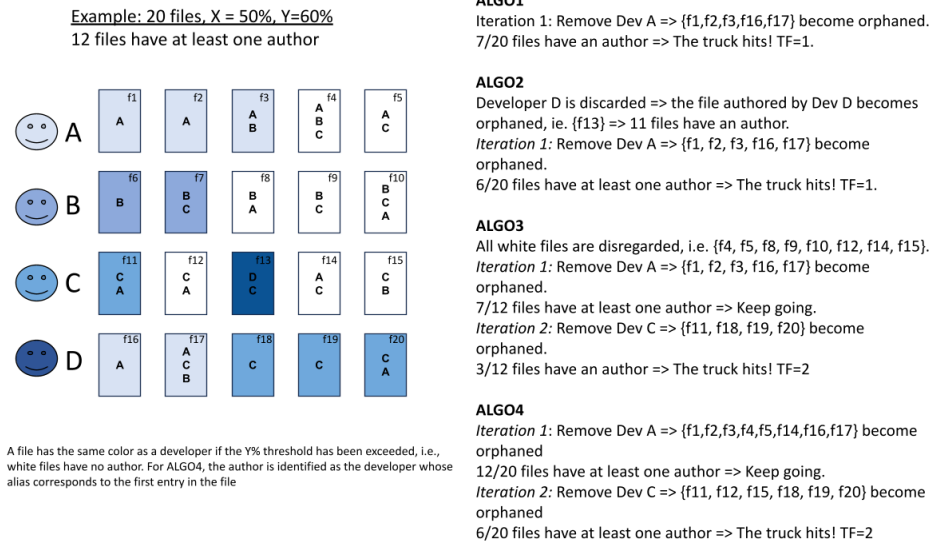 Example: 20 files, X = 50%, Y=60%
12 files have at least one author
f1
A
f2
A
f3
A
B
f4
A
B
C
f5
A
C
A
f6
B
f7
B
C
f8
B
A
f9
B
C
f10
B
C
A
B
f11
C
A
f12
C
A
f13
D
C
f14
A
C
f15
C
B
C
f16
A
f17
A
C
B
f18
C
f19
C
f20
C
A
D
A file has the same color as a developer if the Y% threshold has been exceeded, i.e.,
white files have no author. For ALGO4, the author is identified as the developer whose
alias corresponds to the first entry in the file
ALGO1
Iteration 1: Remove Dev A => {f1,f2,f3,f16,f17} become orphaned.
7/20 files have an author => The truck hits! TF=1.
ALGO2
Developer D is discarded => the file authored by Dev D becomes
orphaned, ie. {f13} => 11 files have an author.
Iteration 1: Remove Dev A => {f1, f2, f3, f16, f17} become
orphaned.
6/20 files have at least one author => The truck hits! TF=1.
ALGO3
All white files are disregarded, i.e. {f4, f5, f8, f9, f10, f12, f14, f15}.
Iteration 1: Remove Dev A => {f1, f2, f3, f16, f17} become
orphaned.
7/12 files have at least one author => Keep going.
Iteration 2: Remove Dev C => {f11, f18, f19, f20} become
orphaned.
3/12 files have an author => The truck hits! TF=2
ALGO4
Iteration 1: Remove Dev A => {f1,f2,f3,f4,f5,f14,f16,f17} become
orphaned
12/20 files have at least one author => Keep going.
Iteration 2: Remove Dev C => {f11, f12, f15, f18, f19, f20} become
orphaned
6/20 files have at least one author => The truck hits! TF=2